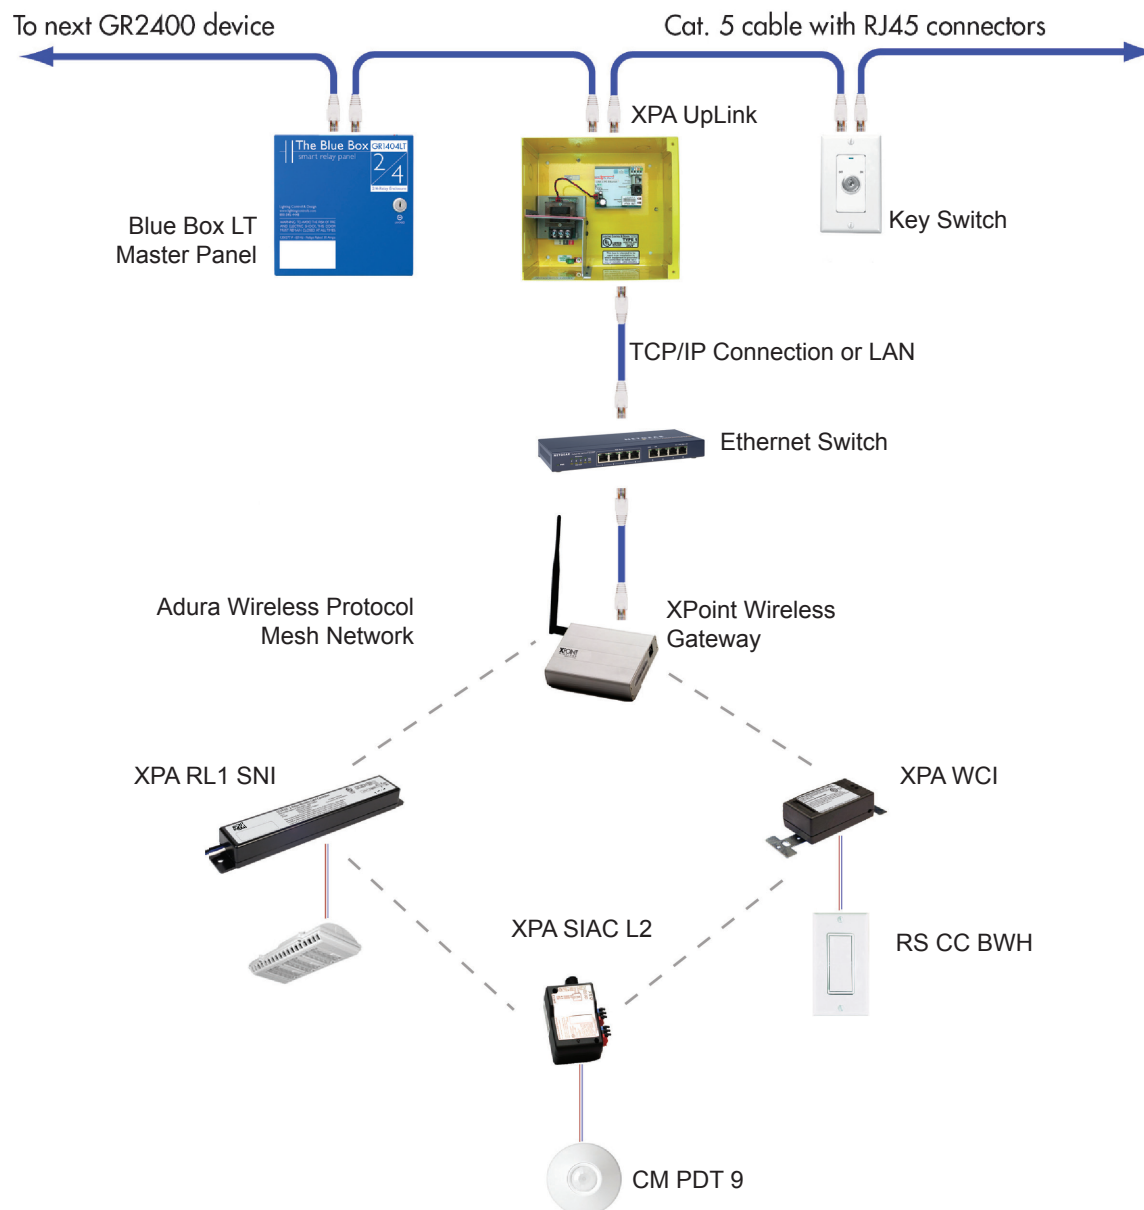 To next GR2400 device
Cat. 5 cable with RJ45 connectors
XPA UpLink
The Blue Box
GR1404LT
smart relay panel
2/4
Blue Box LT
Master Panel
Key Switch
TCP/IP Connection or LAN
Ethernet Switch
Adura Wireless Protocol
Mesh Network
XPoint Wireless
Gateway
XPOINT
XPA RL1 SNI
XPA WCI
XPA SIAC L2
RS CC BWH
CM PDT 9